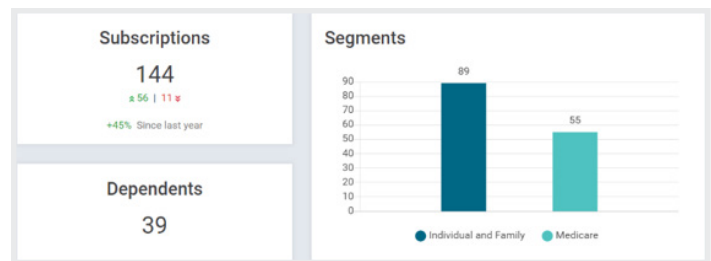 Subscriptions
144
56 | 11
+45% Since last year
Dependents
39
Segments
89
55
90
80
70
60
50
40
30
20
10
0
Individual and Family
Medicare